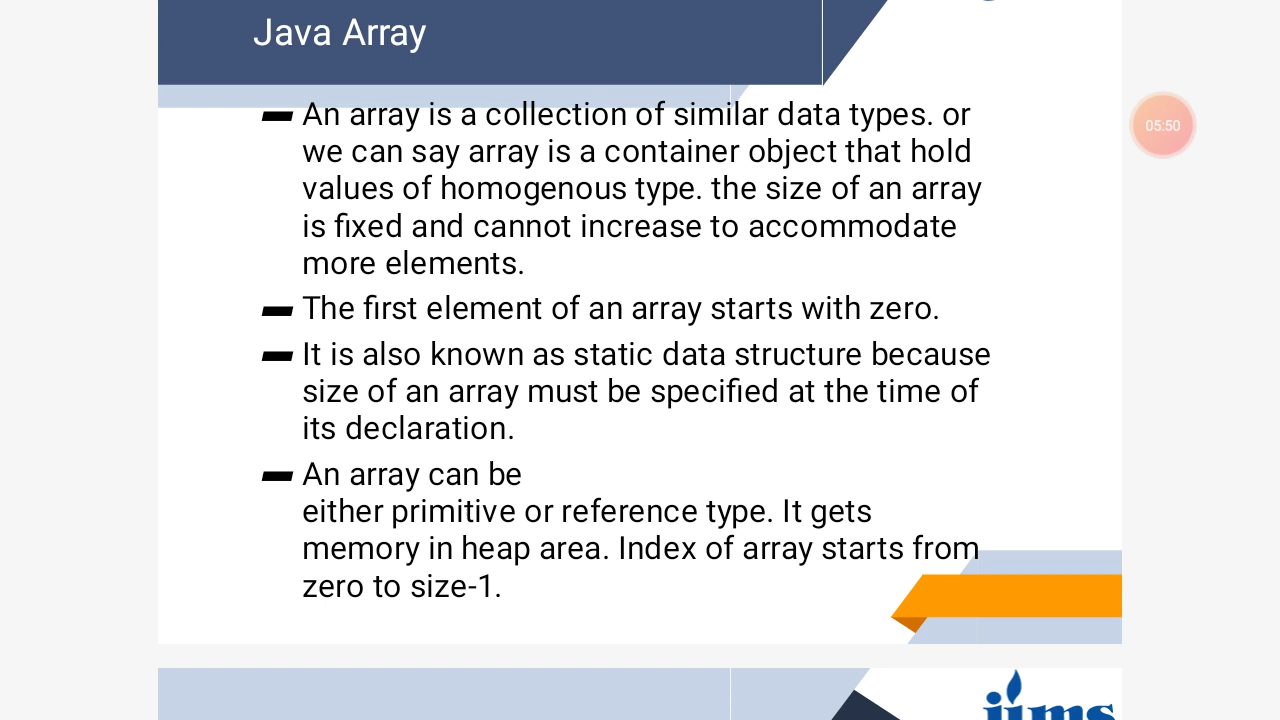 Java Array
An array is a collection of similar data types. or
we can say array is a container object that hold
values of homogenous type. the size of an array
is fixed and cannot increase to accommodate
more elements.
The first element of an array starts with zero.
It is also known as static data structure because
size of an array must be specified at the time of
its declaration.
An array can be
either primitive or reference type. It gets
memory in heap area. Index of array starts from
zero to size-1.
05:50
iims